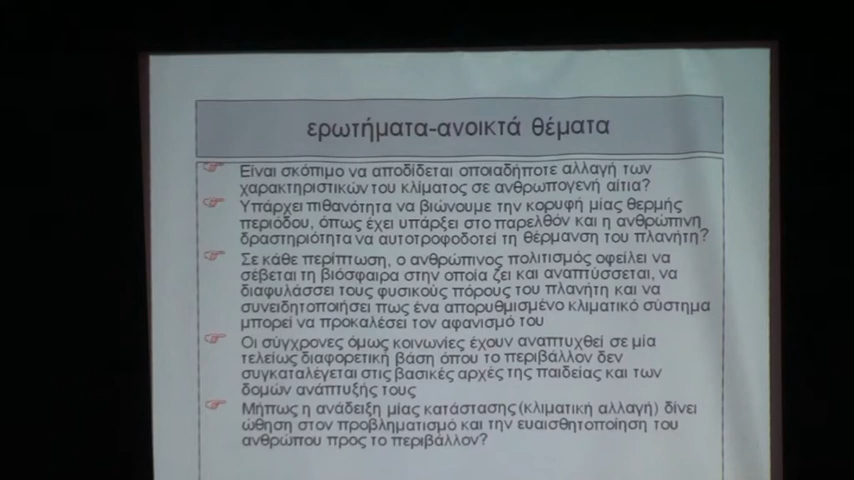 ερωτήματα-ανοικτά θέματα
Είναι σκόπιμο να αποδίδεται οποιαδήποτε αλλαγή των
χαρακτηριστικών του κλίματος σε ανθρωπογενή αίτια?
Υπάρχει πιθανότητα να βιώνουμε την κορυφή μίας θερμής
περιόδου, όπως έχει υπάρξει στο παρελθόν και η ανθρώπινη
δραστηριότητα να αυτοτροφοδοτεί τη θέρμανση του πλανήτη?
Σε κάθε περίπτωση, ο ανθρώπινος πολιτισμός οφείλει να
σέβεται τη βιόσφαιρα στην οποία ζει και αναπτύσσεται, να
διαφυλάσσει τους φυσικούς πόρους του πλανήτη και να
συνειδητοποιήσει πως ένα απορυθμισμένο κλιματικό σύστημα
μπορεί να προκαλέσει τον αφανισμό του
Οι σύγχρονες όμως κοινωνίες έχουν αναπτυχθεί σε μία
τελείως διαφορετική βάση όπου το περιβάλλον δεν
συγκαταλέγεται στις βασικές αρχές της παιδείας και των
δομών ανάπτυξής τους
Μήπως η ανάδειξη μίας κατάστασης (κλιματική αλλαγή) δίνει
ώθηση στον προβληματισμό και την ευαισθητοποίηση του
ανθρώπου προς το περιβάλλον?